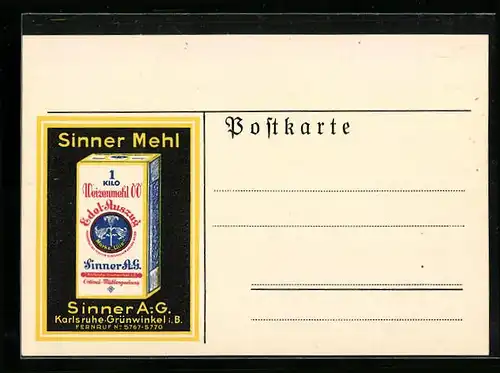 Postkarte
Sinner Mehl
1
KILO
Weizenmehl 00
Edel-Auszug
Sinner A.G.
Sinner A:G.
Karlsruhe-Grünwinkel i.B.
FERNRUF Nº 5767-5770